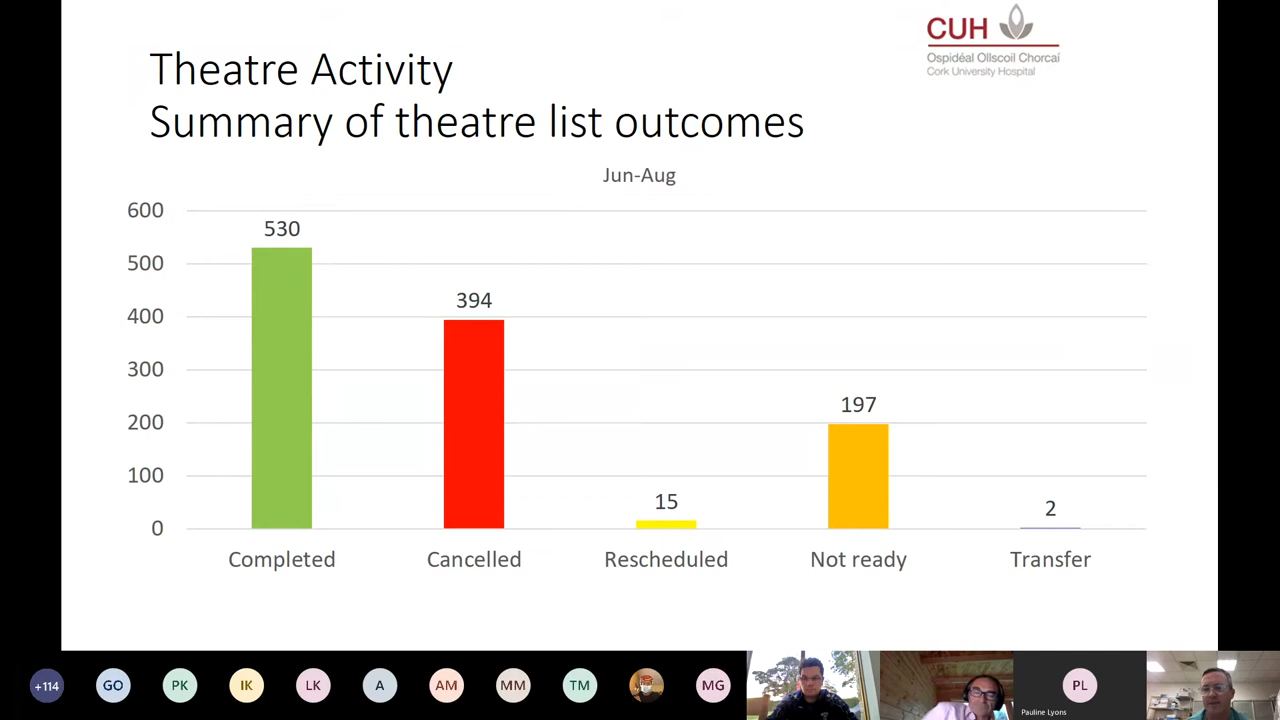 CUH
Ospidéal Ollscoil Chorcaí
Cork University Hospital
Theatre Activity
Summary of theatre list outcomes
Jun-Aug
600
500
400
300
200
100
0
530
394
15
197
2
Completed
Cancelled
Rescheduled
Not ready
Transfer
+114
GO
PK
IK
LK
A
AM
MM
TM
MG
PL
Pauline Lyons